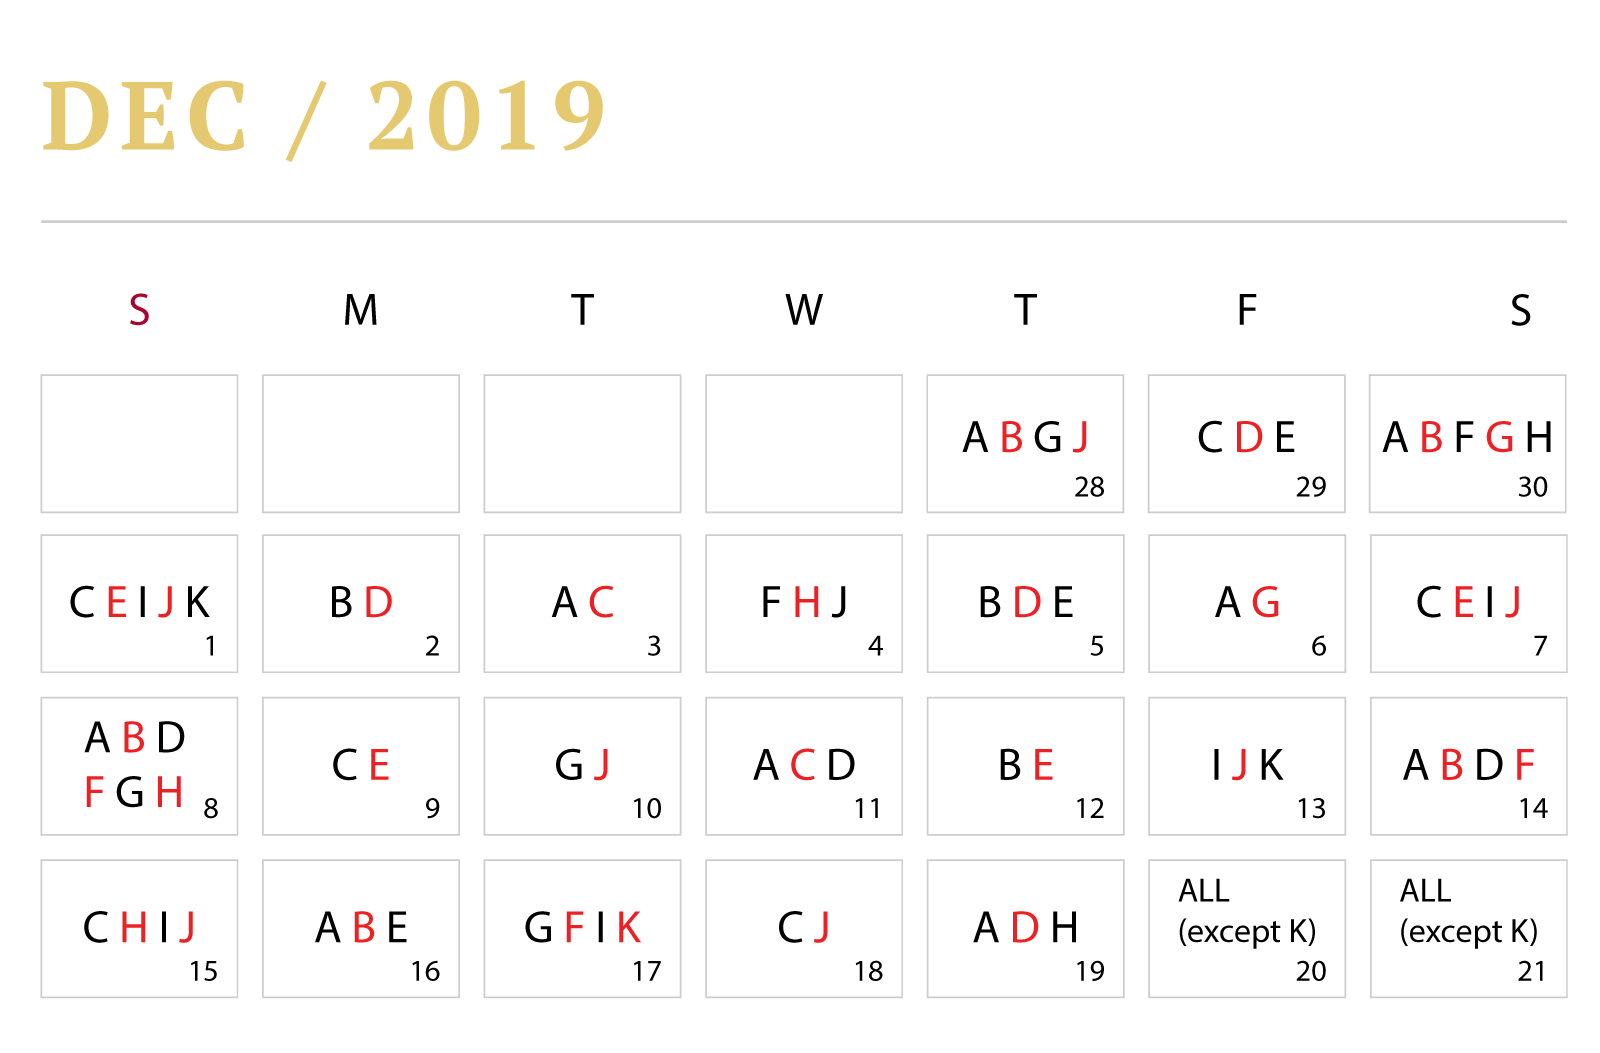 DEC / 2019
S M T W T F S
A B G J
28
C D E
29
A B F G H
30
C E I J K
1
B D
2
A C
3
F H J
4
B D E
5
A G
6
C E I J
7
A B D
F G H
8
C E
9
G J
10
A C D
11
B E
12
I J K
13
A B D F
14
C H I J
15
A B E
16
G F I K
17
C J
18
A D H
19
ALL
(except K)
20
ALL
(except K)
21